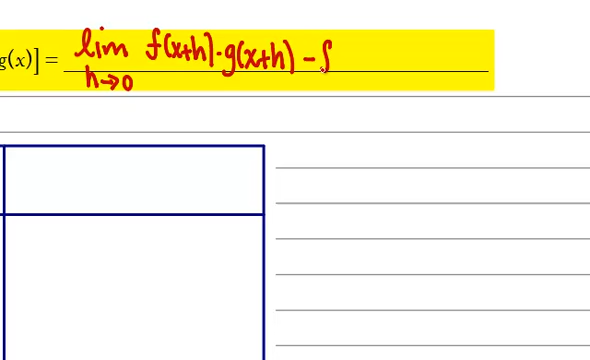 g(x)] = lim f(x+h)·g(x+h) - f
h→0